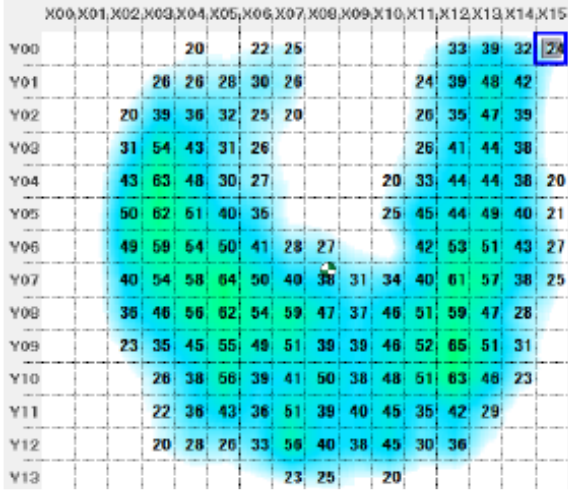 X00 X01 X02 X03 X04 X05 X06 X07 X08 X09 X10 X11 X12 X13 X14 X15
Y00 20 22 25 33 39 32 24
Y01 26 26 28 30 26 24 39 48 42
Y02 20 39 36 32 25 20 26 35 47 39
Y03 31 54 43 31 26 26 41 44 38
Y04 43 63 48 30 27 20 33 44 44 38 20
Y05 50 62 51 40 35 25 45 44 49 40 21
Y06 49 59 54 50 41 28 27 42 53 51 43 27
Y07 40 54 58 64 50 40 38 31 34 40 61 57 38 25
Y08 36 46 56 62 54 59 47 37 46 51 59 47 28
Y09 23 35 45 55 49 51 39 39 46 52 65 51 31
Y10 26 38 56 39 41 50 38 48 51 63 46 23
Y11 22 36 43 36 51 39 40 45 35 42 29
Y12 20 28 26 33 56 40 38 45 30 36
Y13 23 25 20